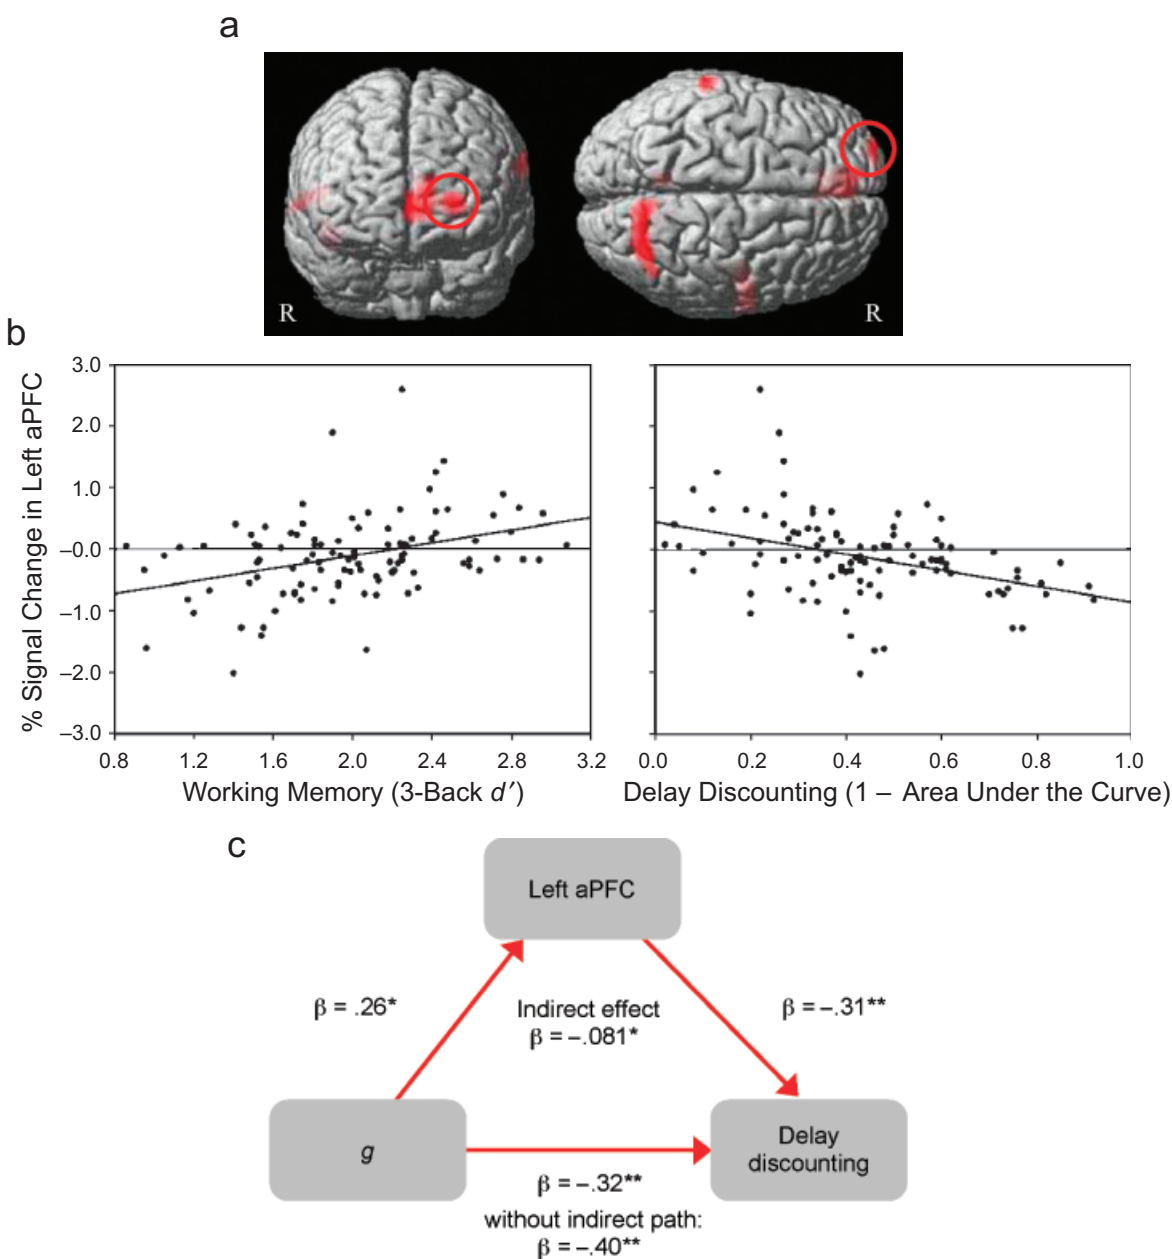 a
R
R
b
% Signal Change in Left aPFC
3.0
2.0
1.0
–0.0
–1.0
–2.0
–3.0
0.8 1.2 1.6 2.0 2.4 2.8 3.2
Working Memory (3-Back d′)
0.0 0.2 0.4 0.6 0.8 1.0
Delay Discounting (1 – Area Under the Curve)
c
Left aPFC
β = .26*
Indirect effect
β = –.081*
β = –.31**
g
Delay
discounting
β = –.32**
without indirect path:
β = –.40**